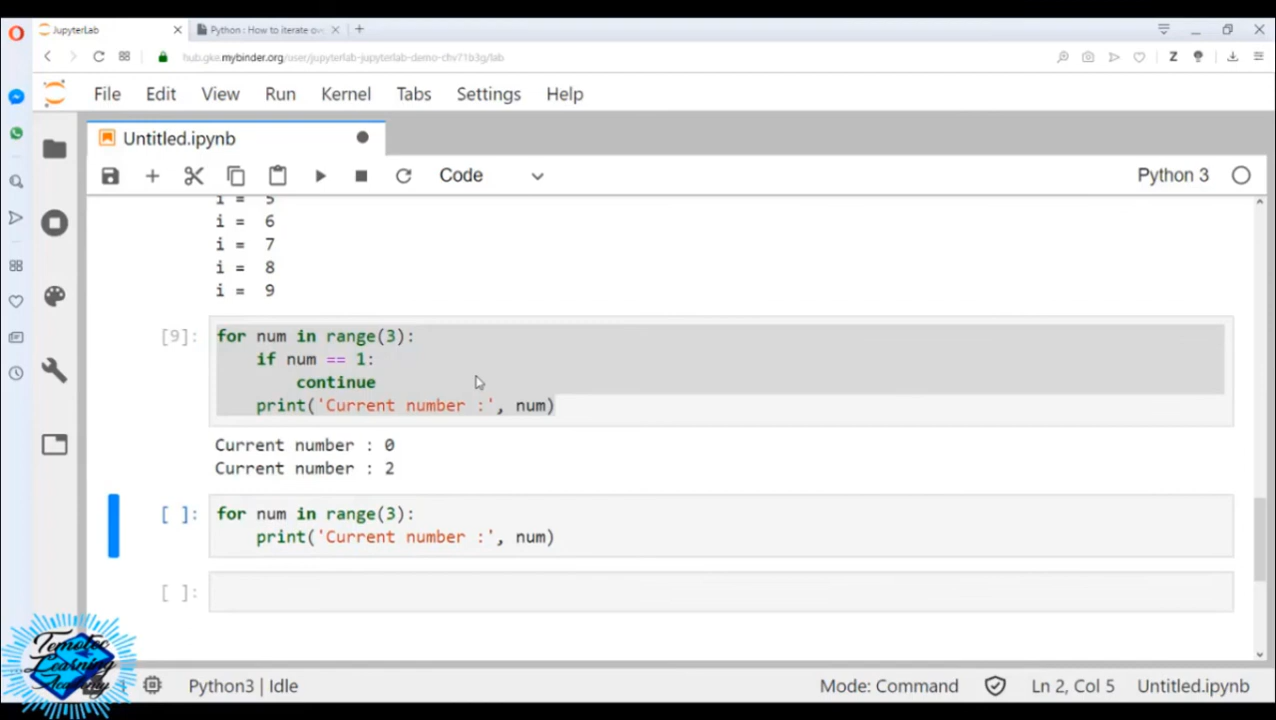 JupyterLab
Python : How to iterate ov
hub.gke.mybinder.org/user/jupyterlab-jupyterlab-demo-chv71b3g/lab
Z
File Edit View Run Kernel Tabs Settings Help
Untitled.ipynb
Code
Python 3
i = 5
i = 6
i = 7
i = 8
i = 9
[9]:
for num in range(3):
if num == 1:
continue
print('Current number :', num)
Current number : 0
Current number : 2
[ ]:
for num in range(3):
print('Current number :', num)
[ ]:
Temotec
Learning
Academy
Python3 | Idle
Mode: Command
Ln 2, Col 5
Untitled.ipynb